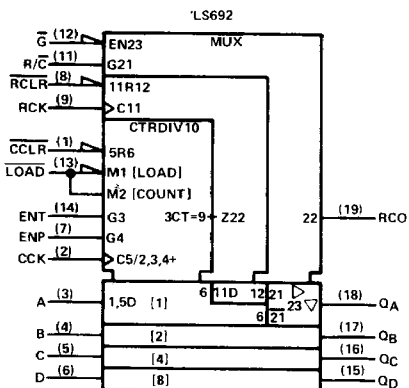 'LS692
MUX
G (12) EN23
R/C (11) G21
RCLR (8) 11R12
RCK (9) C11
CTRDIV10
CCLR (1) 5R6
LOAD (13) M1 [LOAD]
M2 [COUNT]
ENT (14) G3 3CT=9 Z22 22 (19) RCO
ENP (7) G4
CCK (2) C5/2,3,4+
A (3) 1,5D [1] 6 11D 12 21 23 (18) QA
6 21
B (4) [2] (17) QB
C (5) [4] (16) QC
D (6) [8] (15) QD